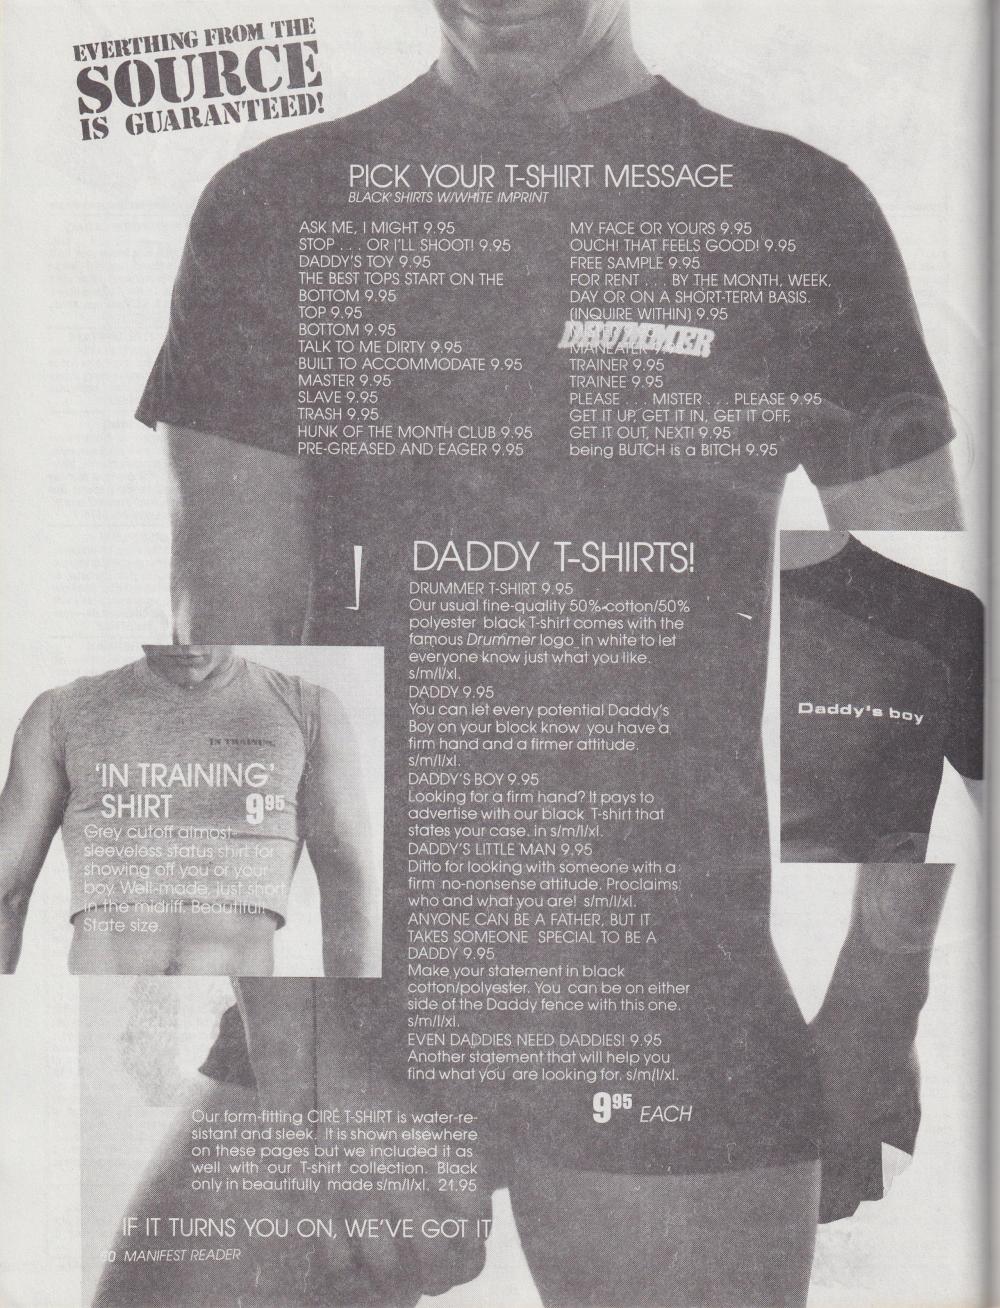 EVERTHING FROM THE
SOURCE
IS GUARANTEED!
PICK YOUR T-SHIRT MESSAGE
BLACK SHIRTS W/WHITE IMPRINT
ASK ME, I MIGHT 9.95
STOP . . . OR I'LL SHOOT! 9.95
DADDY'S TOY 9.95
THE BEST TOPS START ON THE
BOTTOM 9.95
TOP 9.95
BOTTOM 9.95
TALK TO ME DIRTY 9.95
BUILT TO ACCOMMODATE 9.95
MASTER 9.95
SLAVE 9.95
TRASH 9.95
HUNK OF THE MONTH CLUB 9.95
PRE-GREASED AND EAGER 9.95
MY FACE OR YOURS 9.95
OUCH! THAT FEELS GOOD! 9.95
FREE SAMPLE 9.95
FOR RENT . . . BY THE MONTH, WEEK,
DAY OR ON A SHORT-TERM BASIS.
(INQUIRE WITHIN) 9.95
DRUMMER
MANEATER
TRAINER 9.95
TRAINEE 9.95
PLEASE . . . MISTER . . . PLEASE 9.95
GET IT UP, GET IT IN, GET IT OFF,
GET IT OUT, NEXT! 9.95
being BUTCH is a BITCH 9.95
DADDY T-SHIRTS!
DRUMMER T-SHIRT 9.95
Our usual fine-quality 50% cotton/50%
polyester black T-shirt comes with the
famous Drummer logo in white to let
everyone know just what you like.
s/m/l/xl.
DADDY 9.95
You can let every potential Daddy's
Boy on your block know you have a
firm hand and a firmer attitude.
s/m/l/xl.
DADDY'S BOY 9.95
Looking for a firm hand? It pays to
advertise with our black T-shirt that
states your case. in s/m/l/xl.
DADDY'S LITTLE MAN 9.95
Ditto for looking with someone with a
firm no-nonsense attitude. Proclaims
who and what you are! s/m/l/xl.
ANYONE CAN BE A FATHER, BUT IT
TAKES SOMEONE SPECIAL TO BE A
DADDY 9.95
Make your statement in black
cotton/polyester. You can be on either
side of the Daddy fence with this one.
s/m/l/xl.
EVEN DADDIES NEED DADDIES! 9.95
Another statement that will help you
find what you are looking for. s/m/l/xl.
9.95 EACH
Daddy's boy
IN TRAINING
'IN TRAINING'
SHIRT 9.95
Grey cutoff almost-
sleeveless status shirt for
showing off you or your
boy. Well-made, just short
in the midriff. Beautiful!
State size.
Our form-fitting CIRÉ T-SHIRT is water-re-
sistant and sleek. It is shown elsewhere
on these pages but we included it as
well with our T-shirt collection. Black
only in beautifully made s/m/l/xl. 21.95
IF IT TURNS YOU ON, WE'VE GOT IT
0 MANIFEST READER